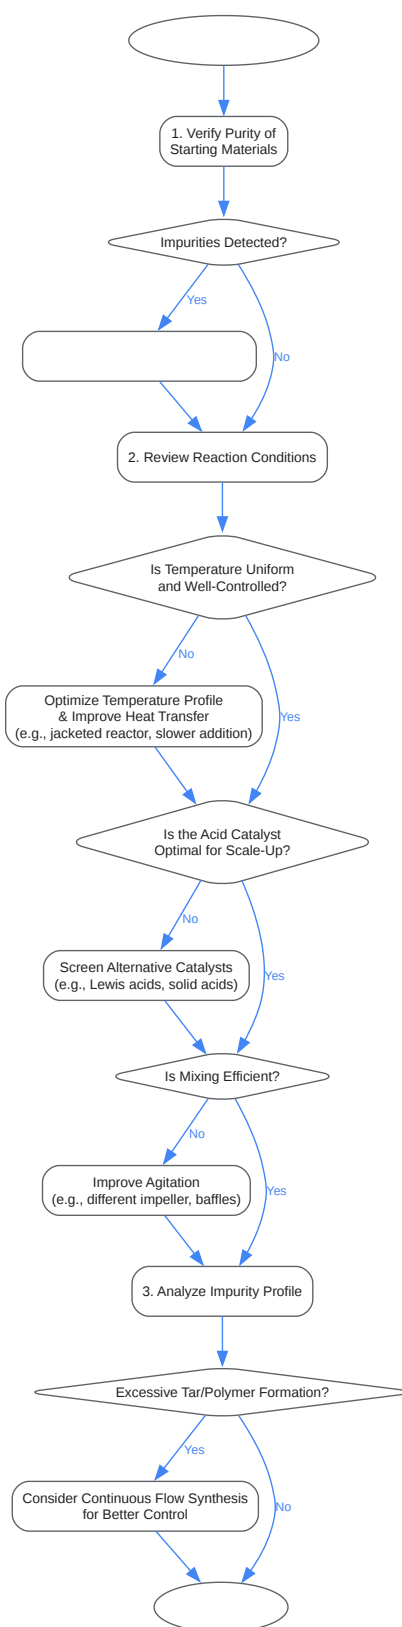 1. Verify Purity of
Starting Materials
Impurities Detected?
Yes
No
2. Review Reaction Conditions
Is Temperature Uniform
and Well-Controlled?
No
Optimize Temperature Profile
& Improve Heat Transfer
(e.g., jacketed reactor, slower addition)
Yes
Is the Acid Catalyst
Optimal for Scale-Up?
No
Screen Alternative Catalysts
(e.g., Lewis acids, solid acids)
Yes
Is Mixing Efficient?
No
Improve Agitation
(e.g., different impeller, baffles)
Yes
3. Analyze Impurity Profile
Excessive Tar/Polymer Formation?
Yes
Consider Continuous Flow Synthesis
for Better Control
No